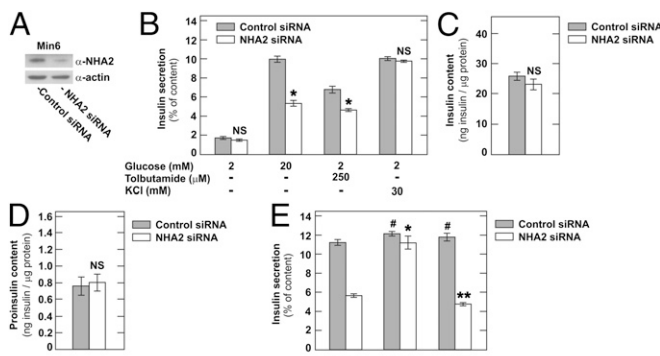 A
Min6
α-NHA2
α-actin
-Control siRNA
- NHA2 siRNA
B
Control siRNA
NHA2 siRNA
Insulin secretion
(% of content)
14
12
10
8
6
4
2
0
NS
*
*
NS
Glucose (mM) 2 20 2 2
Tolbutamide (μM) - - 250 -
KCl (mM) - - - 30
C
Control siRNA
NHA2 siRNA
Insulin content
(ng insulin / μg protein)
40
30
20
10
0
NS
D
Control siRNA
NHA2 siRNA
Proinsulin content
(ng insulin / μg protein)
1.6
1.4
1.2
1.0
0.8
0.6
0.4
0.2
0
NS
E
Control siRNA
NHA2 siRNA
Insulin secretion
(% of content)
14
12
10
8
6
4
2
0
#
*
#
**